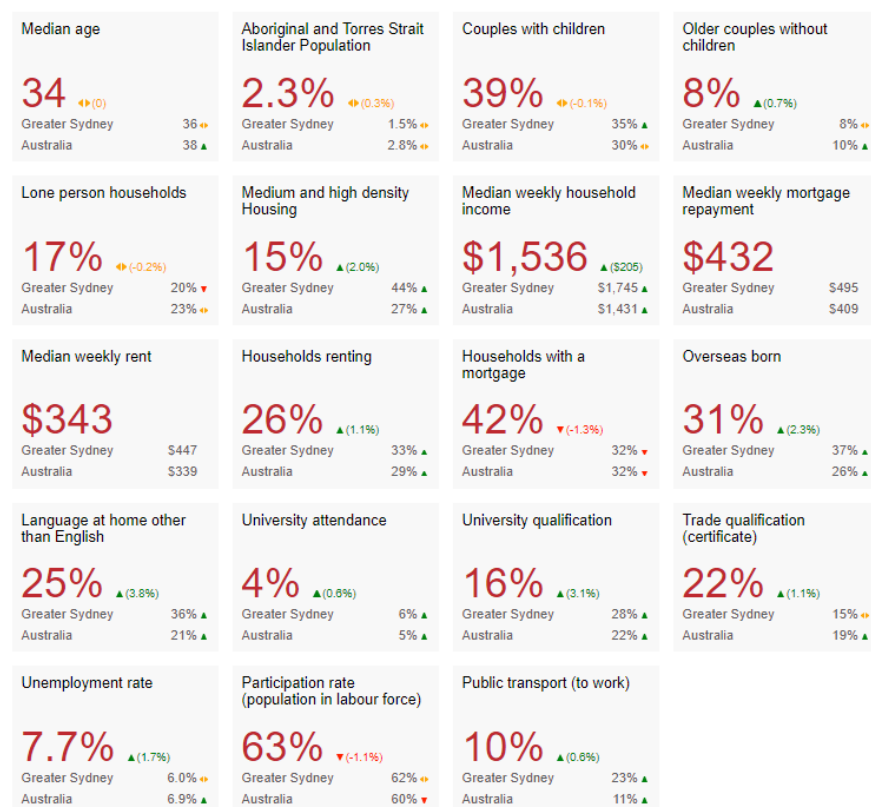 Median age
34 (0)
Greater Sydney 36
Australia 38
Aboriginal and Torres Strait
Islander Population
2.3% (0.3%)
Greater Sydney 1.5%
Australia 2.8%
Couples with children
39% (-0.1%)
Greater Sydney 35%
Australia 30%
Older couples without
children
8% (0.7%)
Greater Sydney 8%
Australia 10%
Lone person households
17% (-0.2%)
Greater Sydney 20%
Australia 23%
Medium and high density
Housing
15% (2.0%)
Greater Sydney 44%
Australia 27%
Median weekly household
income
$1,536 ($205)
Greater Sydney $1,745
Australia $1,431
Median weekly mortgage
repayment
$432
Greater Sydney $495
Australia $409
Median weekly rent
$343
Greater Sydney $447
Australia $339
Households renting
26% (1.1%)
Greater Sydney 33%
Australia 29%
Households with a
mortgage
42% (-1.3%)
Greater Sydney 32%
Australia 32%
Overseas born
31% (2.3%)
Greater Sydney 37%
Australia 26%
Language at home other
than English
25% (3.8%)
Greater Sydney 36%
Australia 21%
University attendance
4% (0.6%)
Greater Sydney 6%
Australia 5%
University qualification
16% (3.1%)
Greater Sydney 28%
Australia 22%
Trade qualification
(certificate)
22% (1.1%)
Greater Sydney 15%
Australia 19%
Unemployment rate
7.7% (1.7%)
Greater Sydney 6.0%
Australia 6.9%
Participation rate
(population in labour force)
63% (-1.1%)
Greater Sydney 62%
Australia 60%
Public transport (to work)
10% (0.6%)
Greater Sydney 23%
Australia 11%